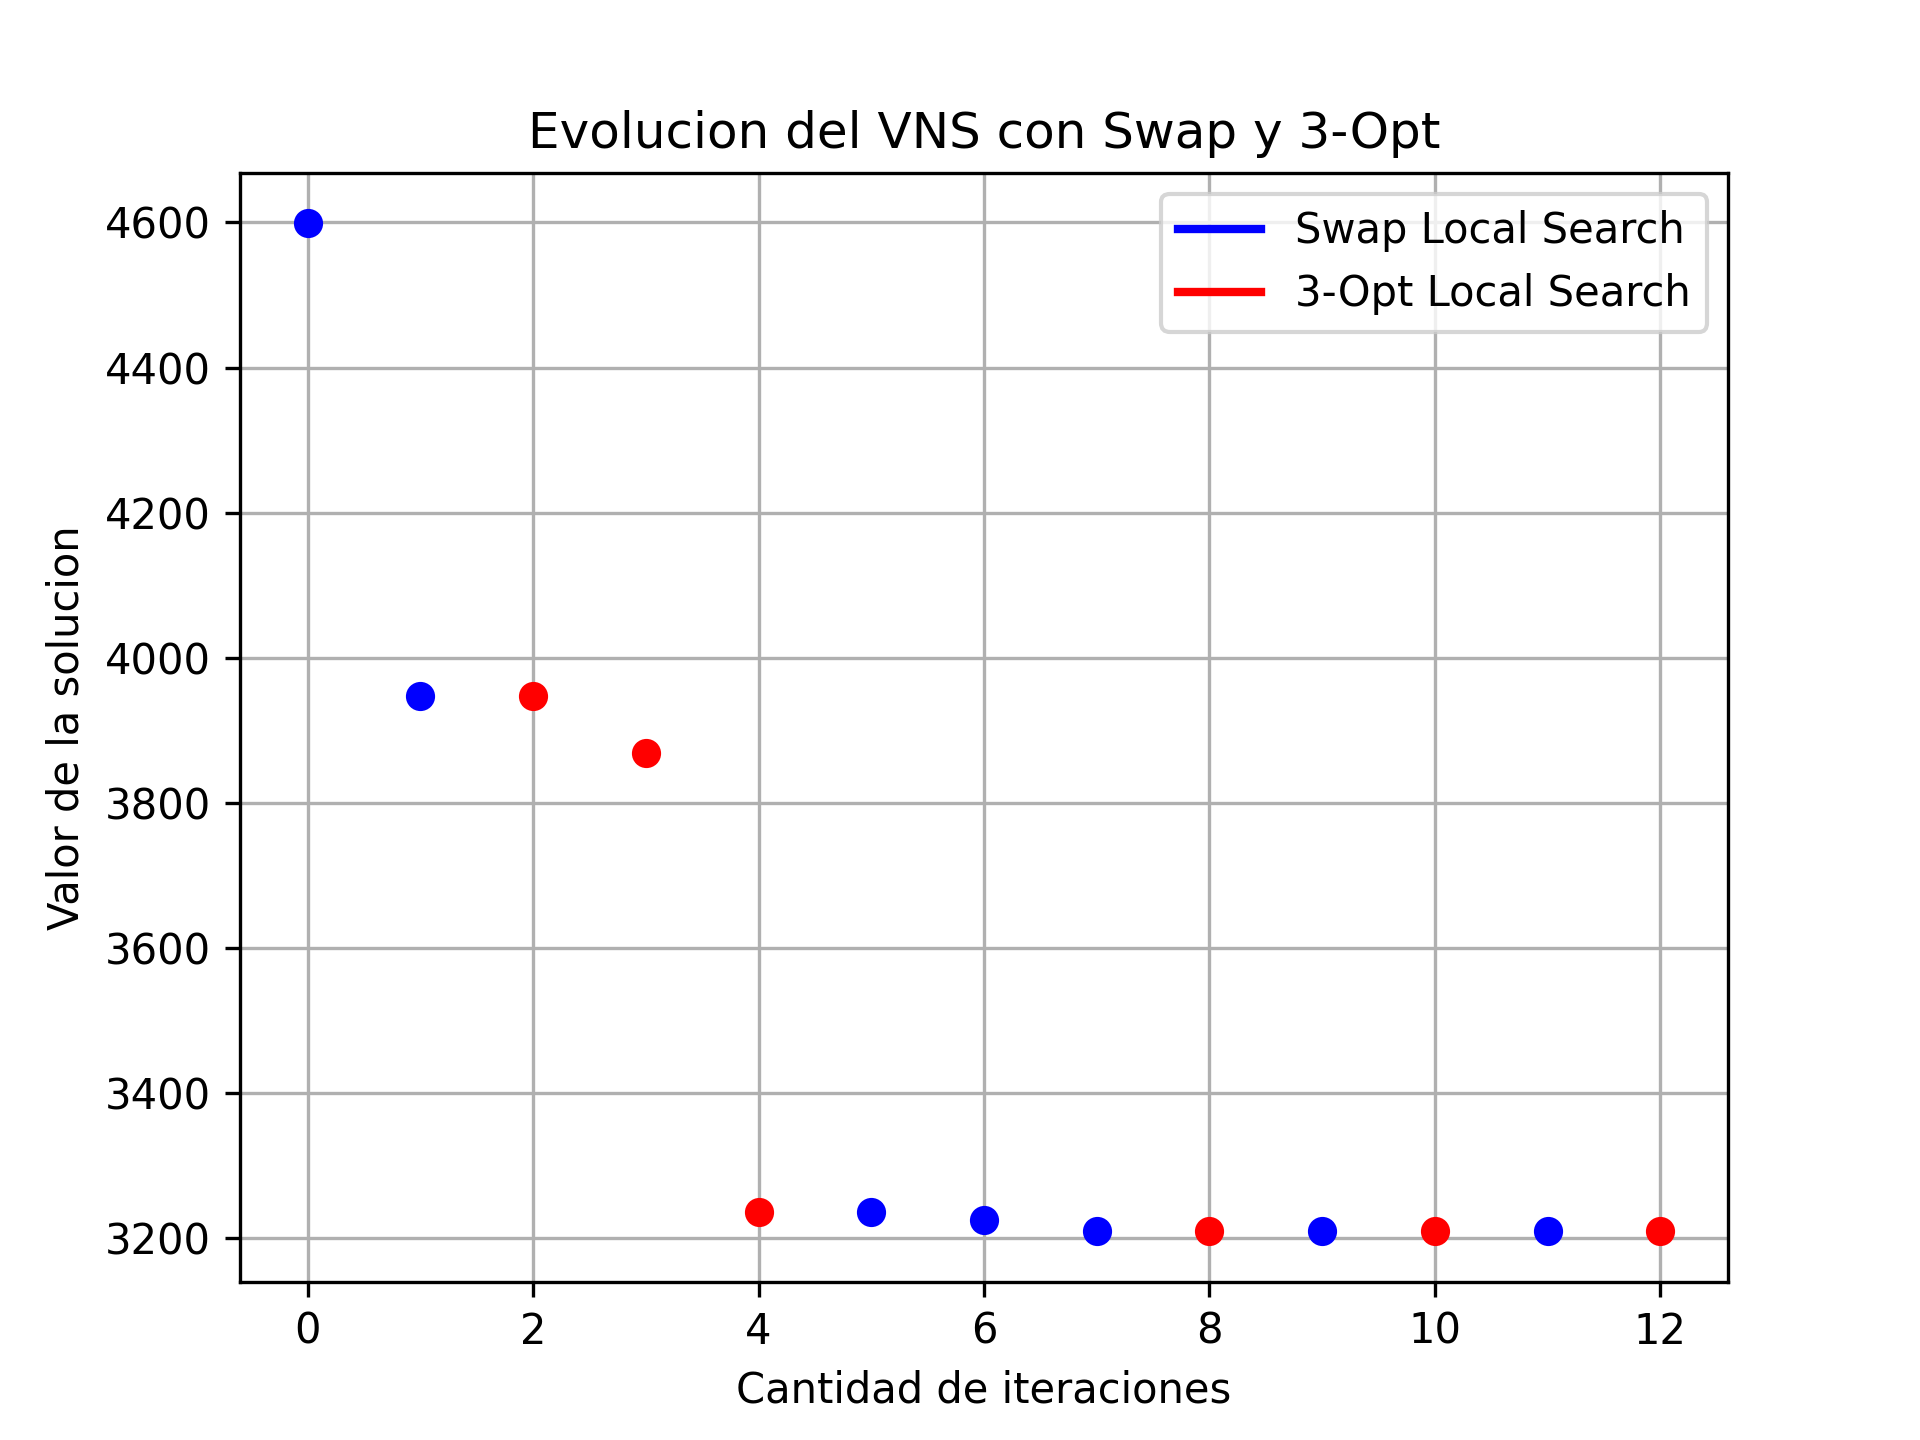 Evolucion del VNS con Swap y 3-Opt
Swap Local Search
3-Opt Local Search
Valor de la solucion
4600
4400
4200
4000
3800
3600
3400
3200
0 2 4 6 8 10 12
Cantidad de iteraciones